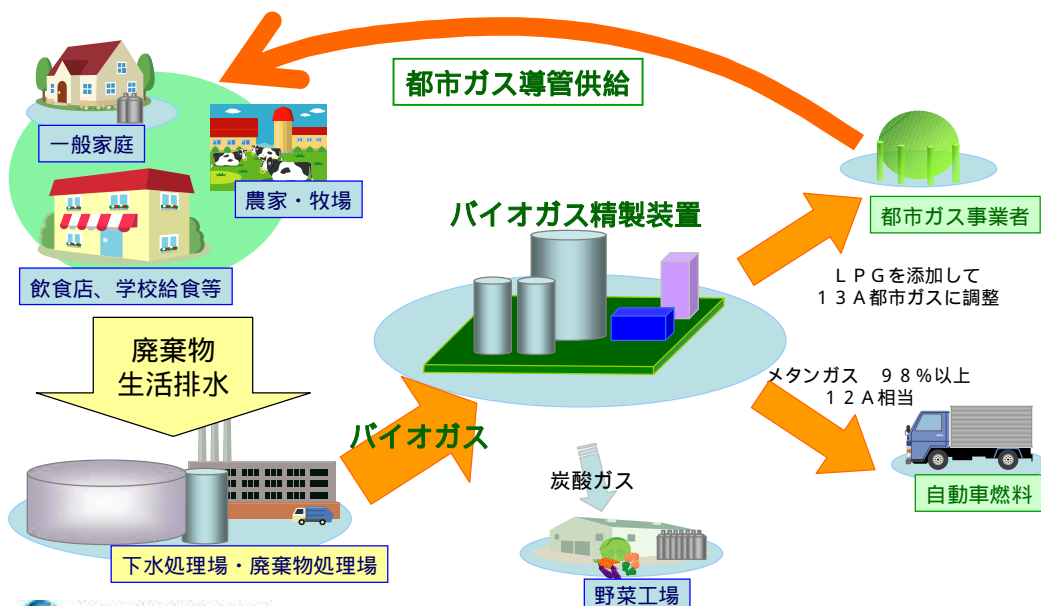 都市ガス導管供給
一般家庭
農家・牧場
飲食店、学校給食等
バイオガス精製装置
都市ガス事業者
ＬＰＧを添加して
１３Ａ都市ガスに調整
廃棄物
生活排水
メタンガス　９８％以上
１２Ａ相当
バイオガス
炭酸ガス
自動車燃料
下水処理場・廃棄物処理場
野菜工場